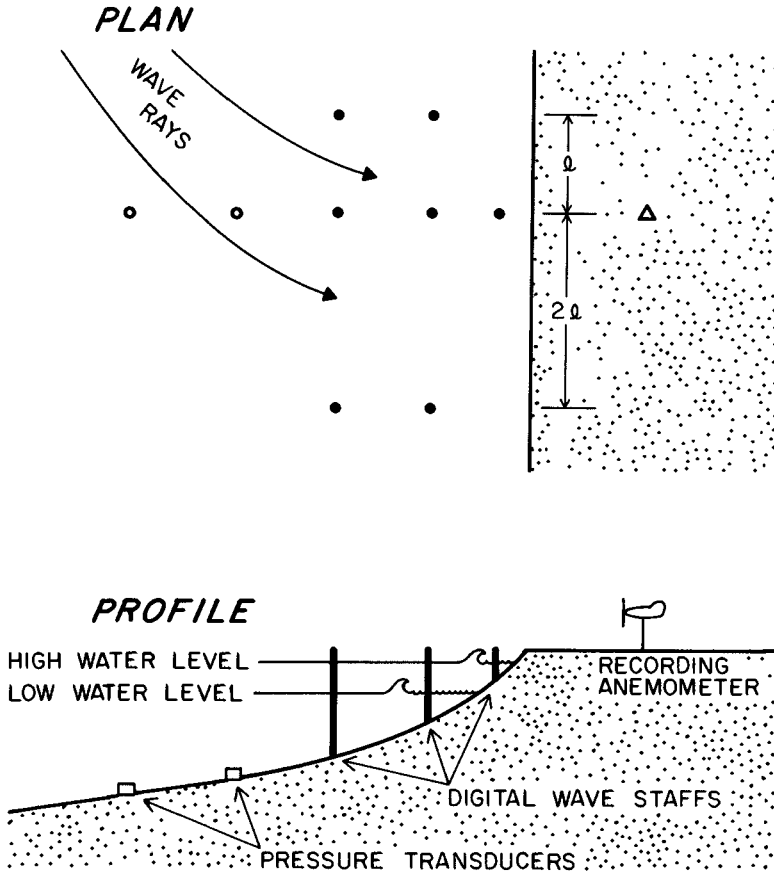 PLAN
WAVE
RAYS
ℓ
2ℓ
PROFILE
HIGH WATER LEVEL
LOW WATER LEVEL
RECORDING
ANEMOMETER
DIGITAL WAVE STAFFS
PRESSURE TRANSDUCERS